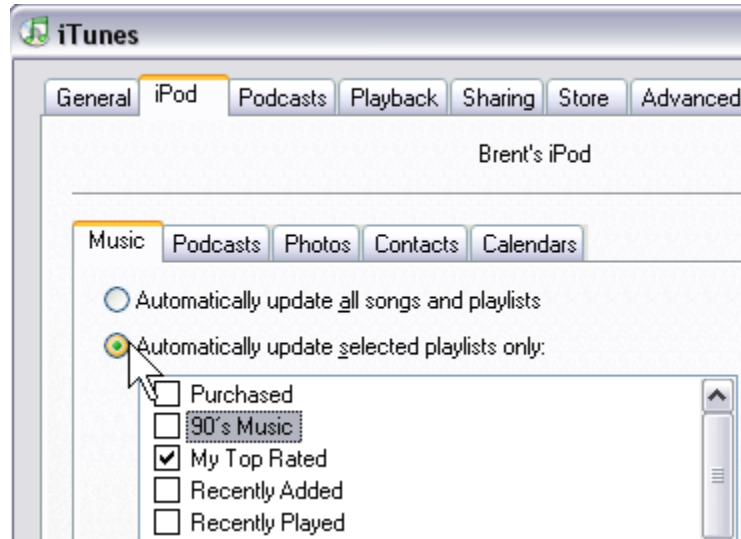 iTunes
General iPod Podcasts Playback Sharing Store Advanced
Brent's iPod
Music Podcasts Photos Contacts Calendars
Automatically update all songs and playlists
Automatically update selected playlists only:
Purchased
90´s Music
My Top Rated
Recently Added
Recently Played